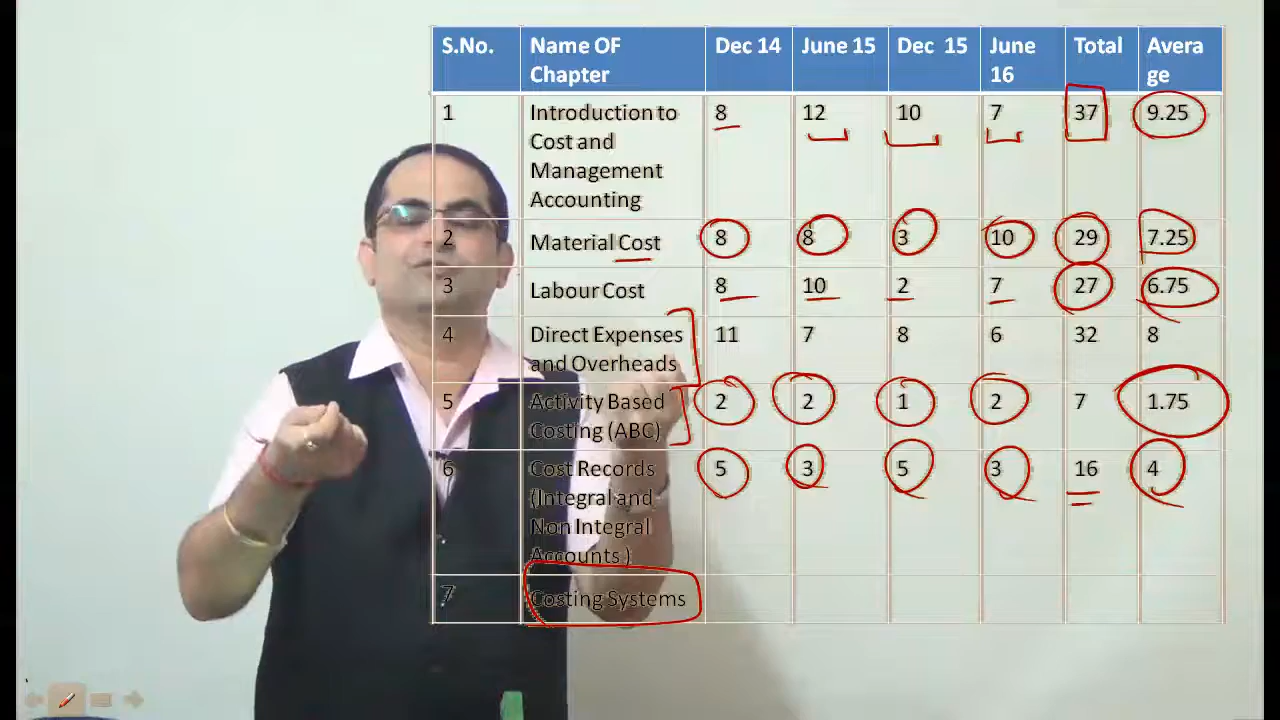 S.No. Name OF Chapter Dec 14 June 15 Dec 15 June 16 Total Avera ge
1 Introduction to Cost and Management Accounting 8 12 10 7 37 9.25
2 Material Cost 8 8 3 10 29 7.25
3 Labour Cost 8 10 2 7 27 6.75
4 Direct Expenses and Overheads 11 7 8 6 32 8
5 Activity Based Costing (ABC) 2 2 1 2 7 1.75
6 Cost Records (Integral and Non Integral Accounts ) 5 3 5 3 16 4
7 Costing Systems